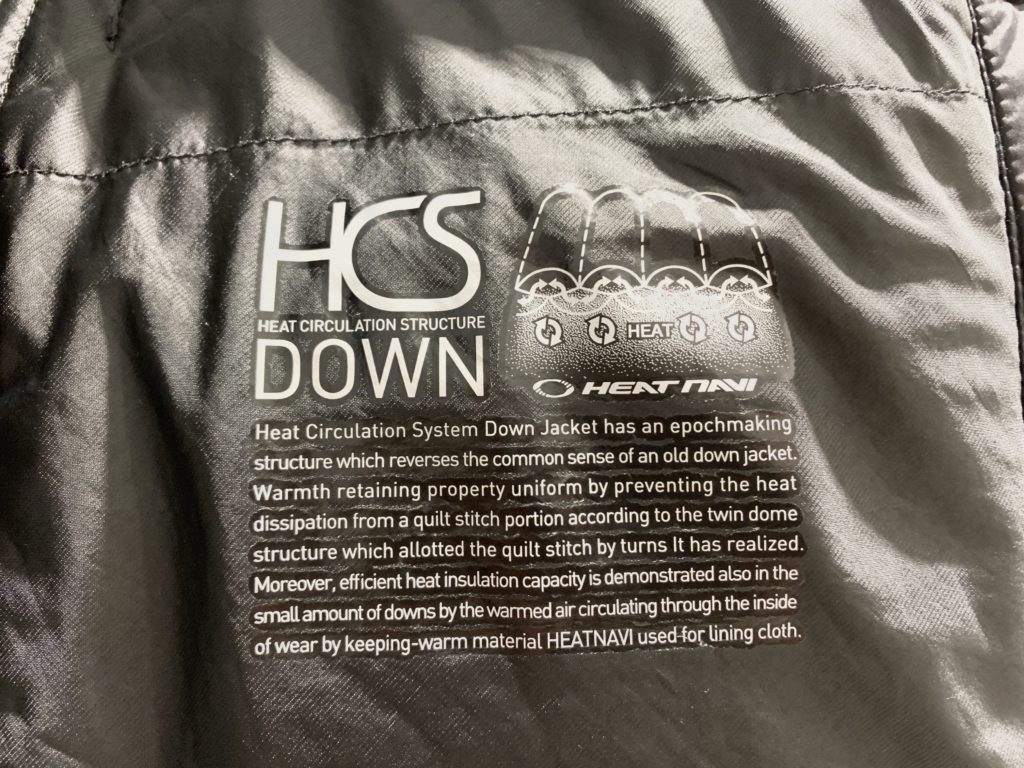 HCS
HEAT CIRCULATION STRUCTURE
DOWN
HEAT
HEAT NAVI
Heat Circulation System Down Jacket has an epochmaking
structure which reverses the common sense of an old down jacket.
Warmth retaining property uniform by preventing the heat
dissipation from a quilt stitch portion according to the twin dome
structure which allotted the quilt stitch by turns It has realized.
Moreover, efficient heat insulation capacity is demonstrated also in the
small amount of downs by the warmed air circulating through the inside
of wear by keeping-warm material HEATNAVI used for lining cloth.